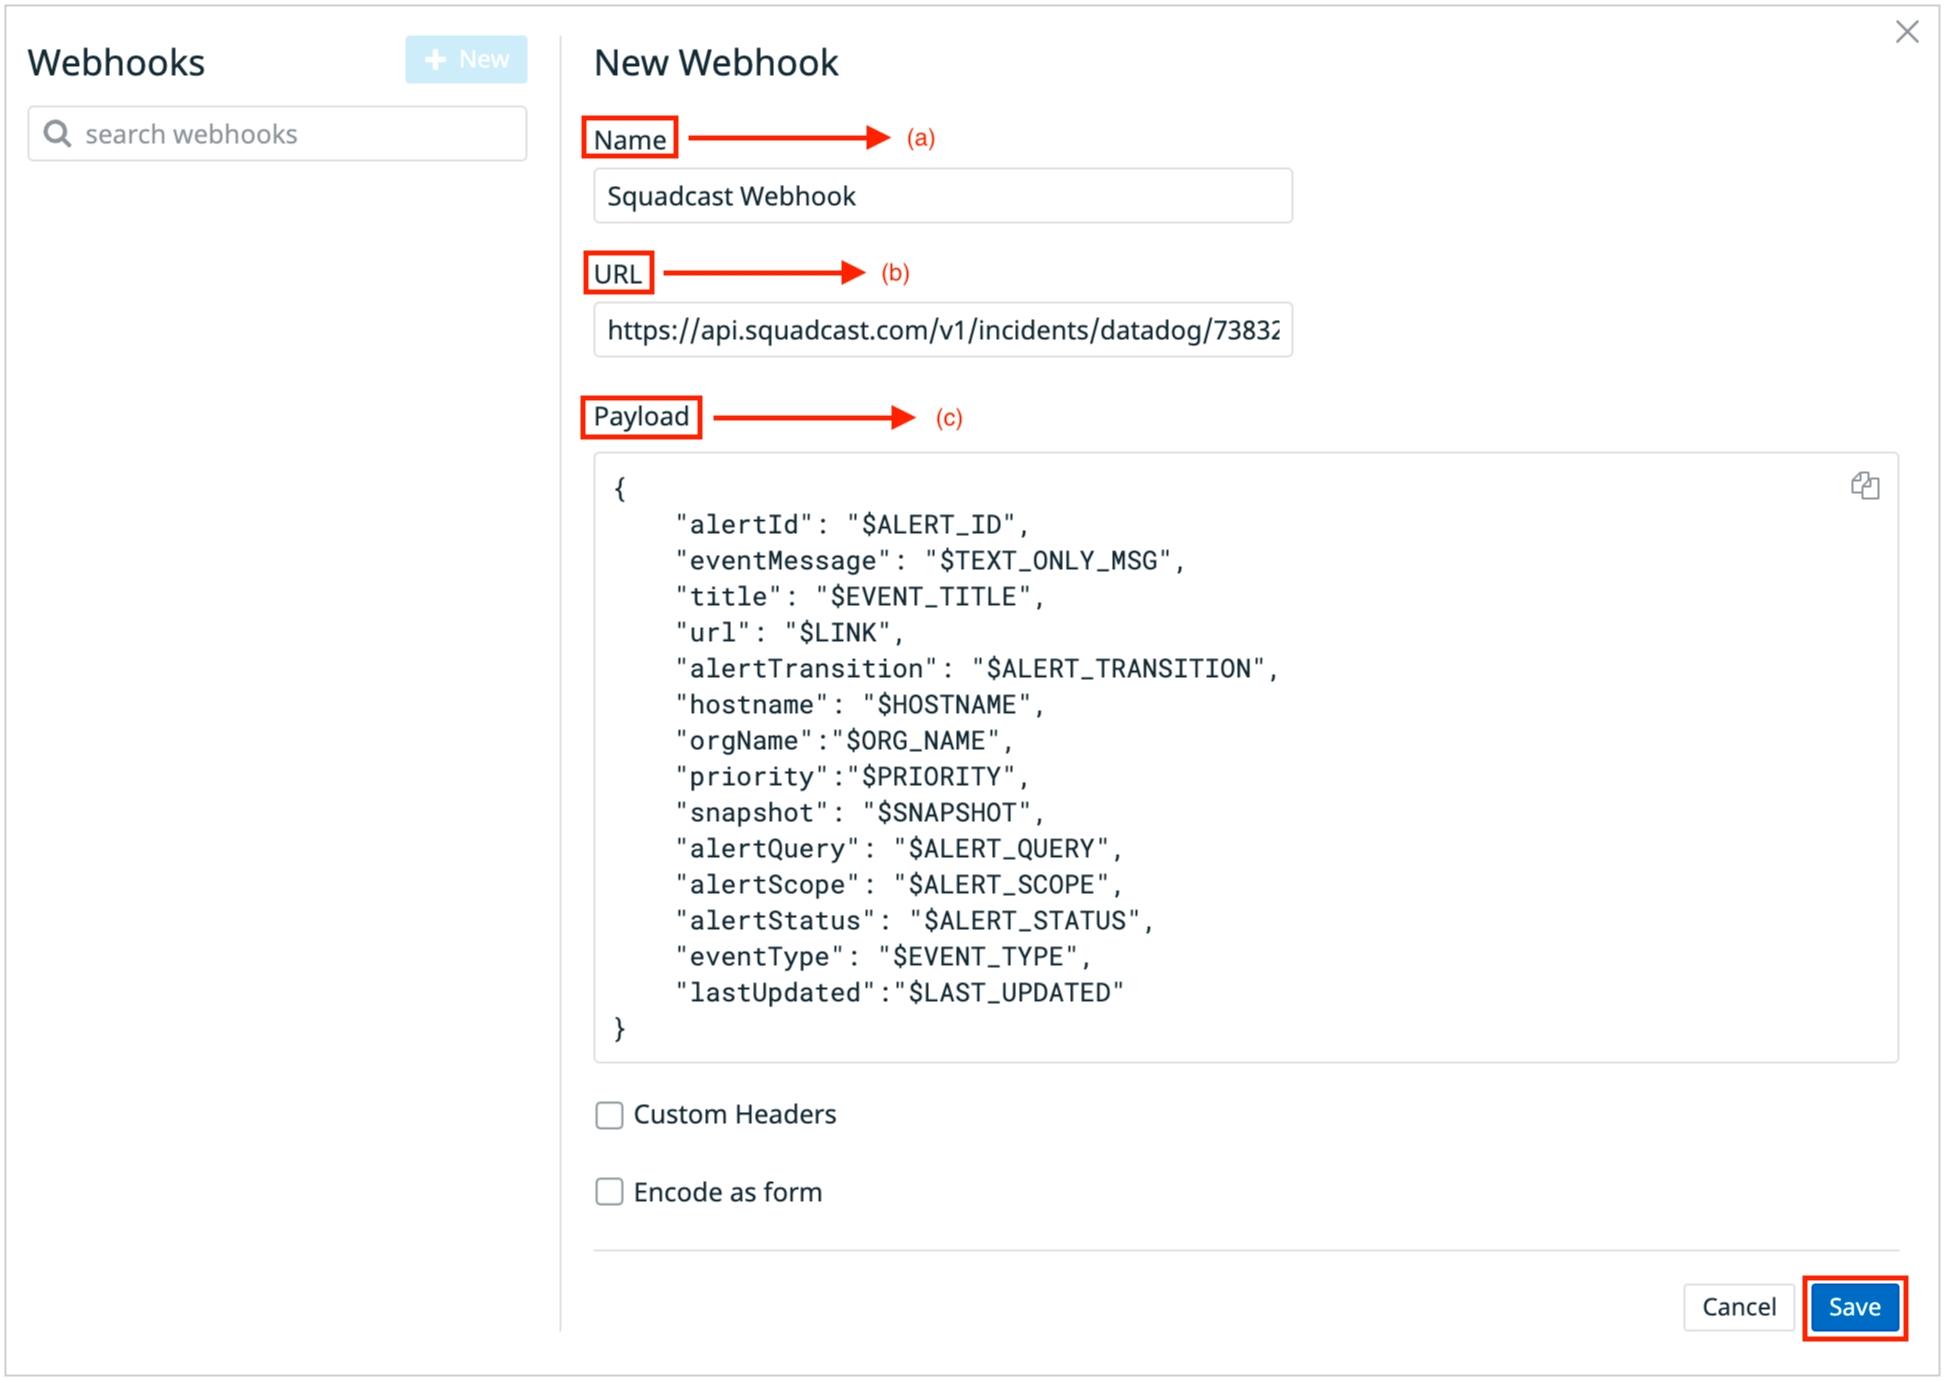 Webhooks
+ New
search webhooks
New Webhook
Name (a)
Squadcast Webhook
URL (b)
https://api.squadcast.com/v1/incidents/datadog/73832
Payload (c)
{
"alertId": "$ALERT_ID",
"eventMessage": "$TEXT_ONLY_MSG",
"title": "$EVENT_TITLE",
"url": "$LINK",
"alertTransition": "$ALERT_TRANSITION",
"hostname": "$HOSTNAME",
"orgName":"$ORG_NAME",
"priority":"$PRIORITY",
"snapshot": "$SNAPSHOT",
"alertQuery": "$ALERT_QUERY",
"alertScope": "$ALERT_SCOPE",
"alertStatus": "$ALERT_STATUS",
"eventType": "$EVENT_TYPE",
"lastUpdated":"$LAST_UPDATED"
}
Custom Headers
Encode as form
Cancel
Save